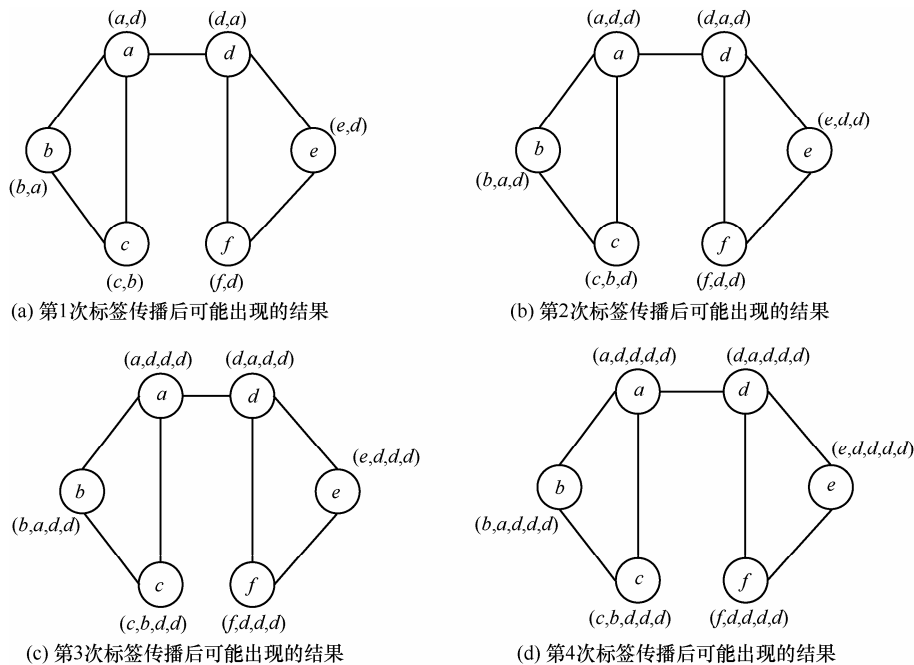 (a,d) (d,a)
a d
(e,d)
b e
(b,a)
c f
(c,b) (f,d)
(a) 第1次标签传播后可能出现的结果
(a,d,d) (d,a,d)
a d
(e,d,d)
b e
(b,a,d)
c f
(c,b,d) (f,d,d)
(b) 第2次标签传播后可能出现的结果
(a,d,d,d) (d,a,d,d)
a d
(e,d,d,d)
b e
(b,a,d,d)
c f
(c,b,d,d) (f,d,d,d)
(c) 第3次标签传播后可能出现的结果
(a,d,d,d,d) (d,a,d,d,d)
a d
(e,d,d,d,d)
b e
(b,a,d,d,d)
c f
(c,b,d,d,d) (f,d,d,d,d)
(d) 第4次标签传播后可能出现的结果